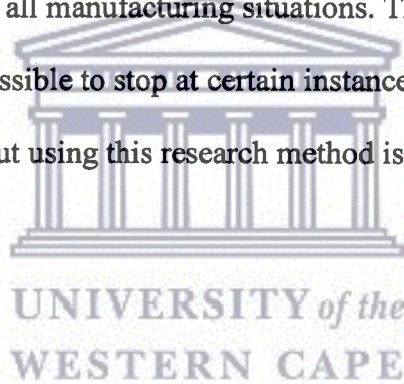 all manufacturing situations.
ssible to stop at certain instance
ut using this research method is
UNIVERSITY of the
WESTERN CAPE